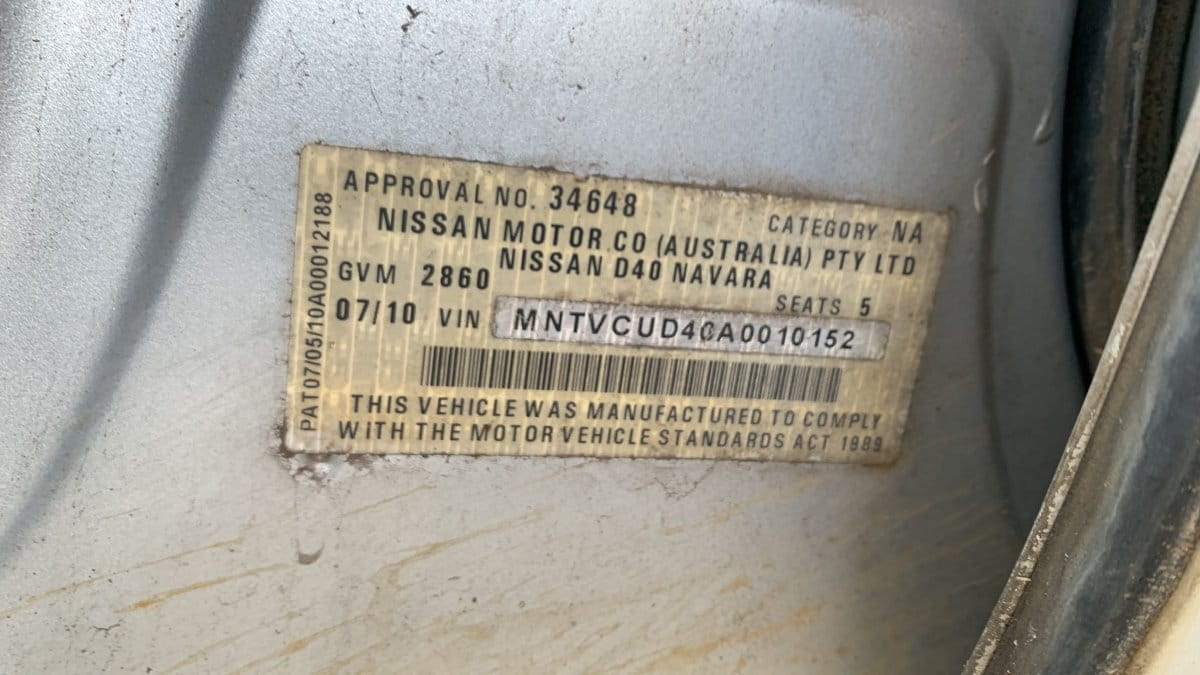 APPROVAL NO. 34648 CATEGORY NA
NISSAN MOTOR CO (AUSTRALIA) PTY LTD
NISSAN D40 NAVARA
GVM 2860 SEATS 5
07/10 VIN MNTVCUD40A0010152
THIS VEHICLE WAS MANUFACTURED TO COMPLY
WITH THE MOTOR VEHICLE STANDARDS ACT 1989
PAT07/05/10A00012188